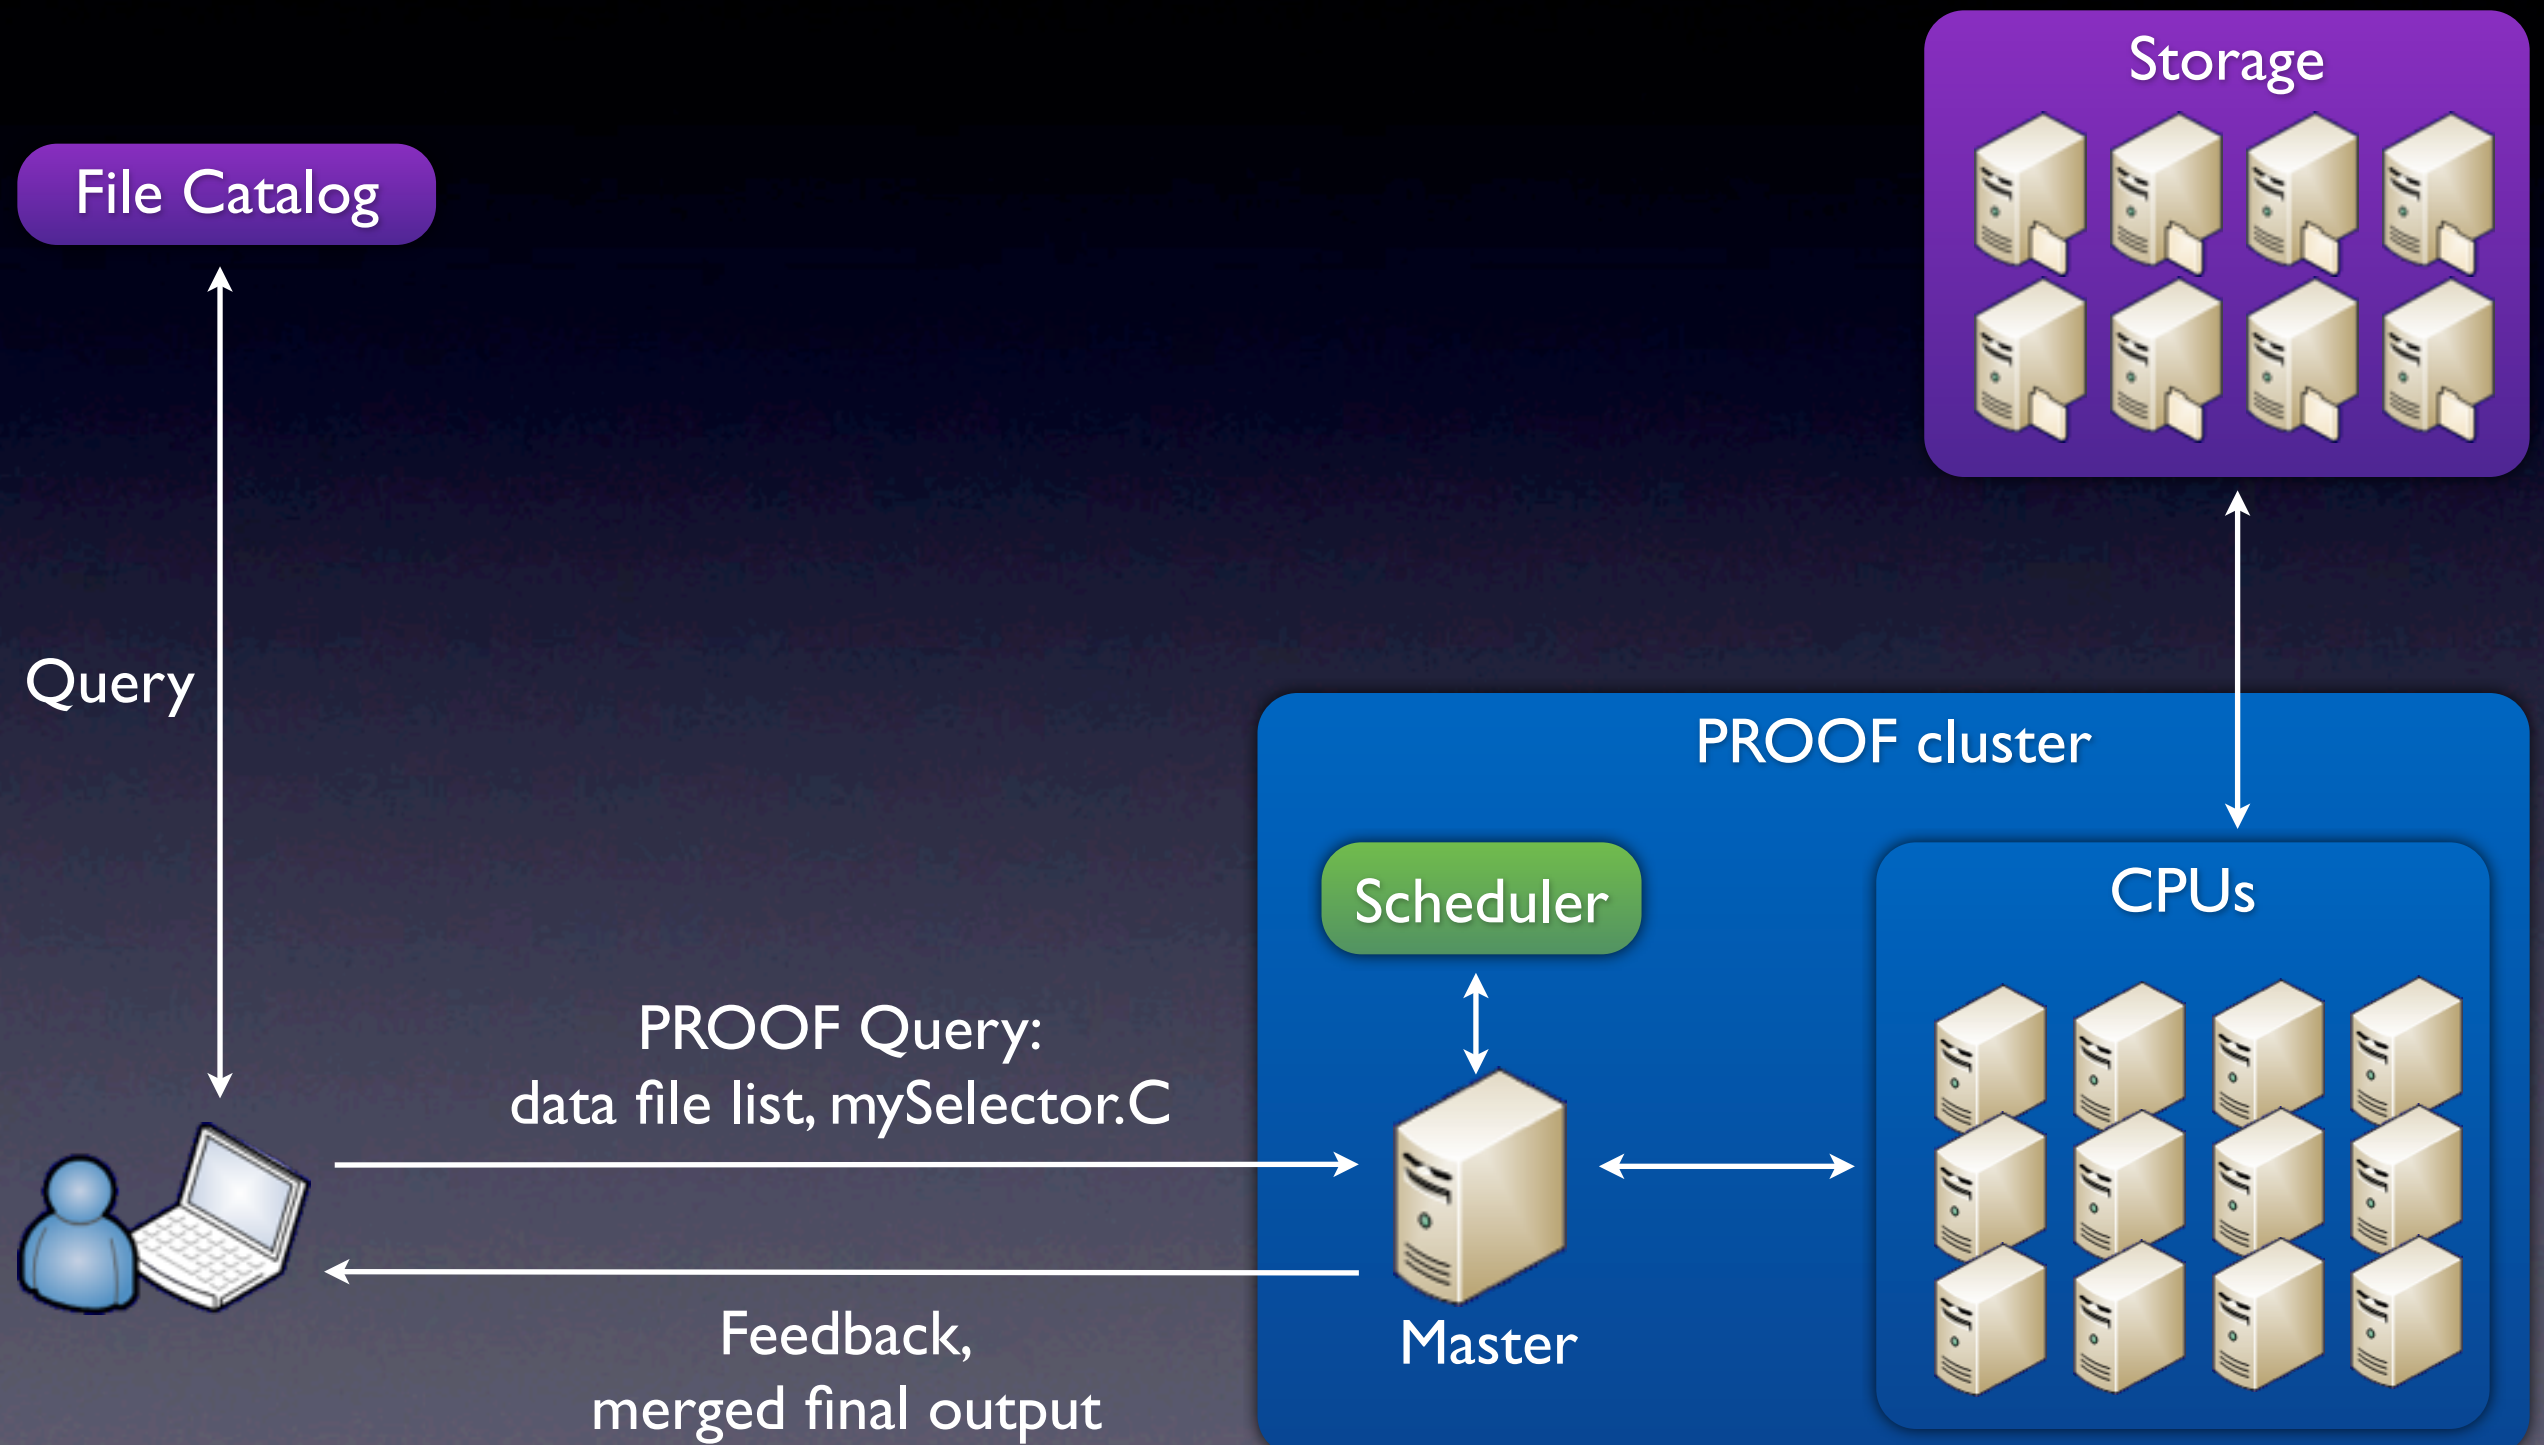 Storage
File Catalog
Query
PROOF cluster
Scheduler
CPUs
PROOF Query:
data file list, mySelector.C
Feedback,
merged final output
Master